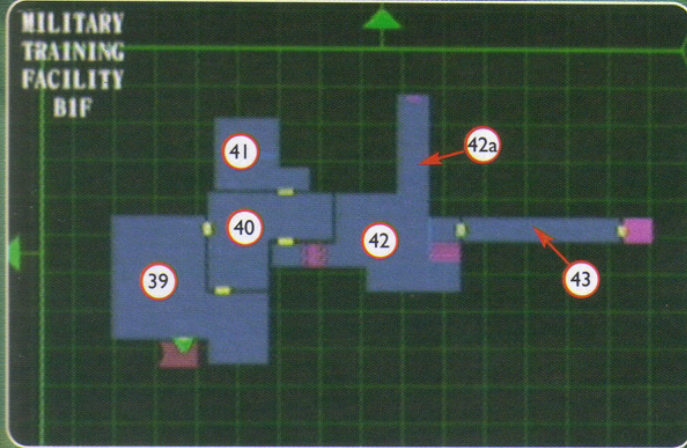 MILITARY
TRAINING
FACILITY
B1F
41
42a
40
42
39
43